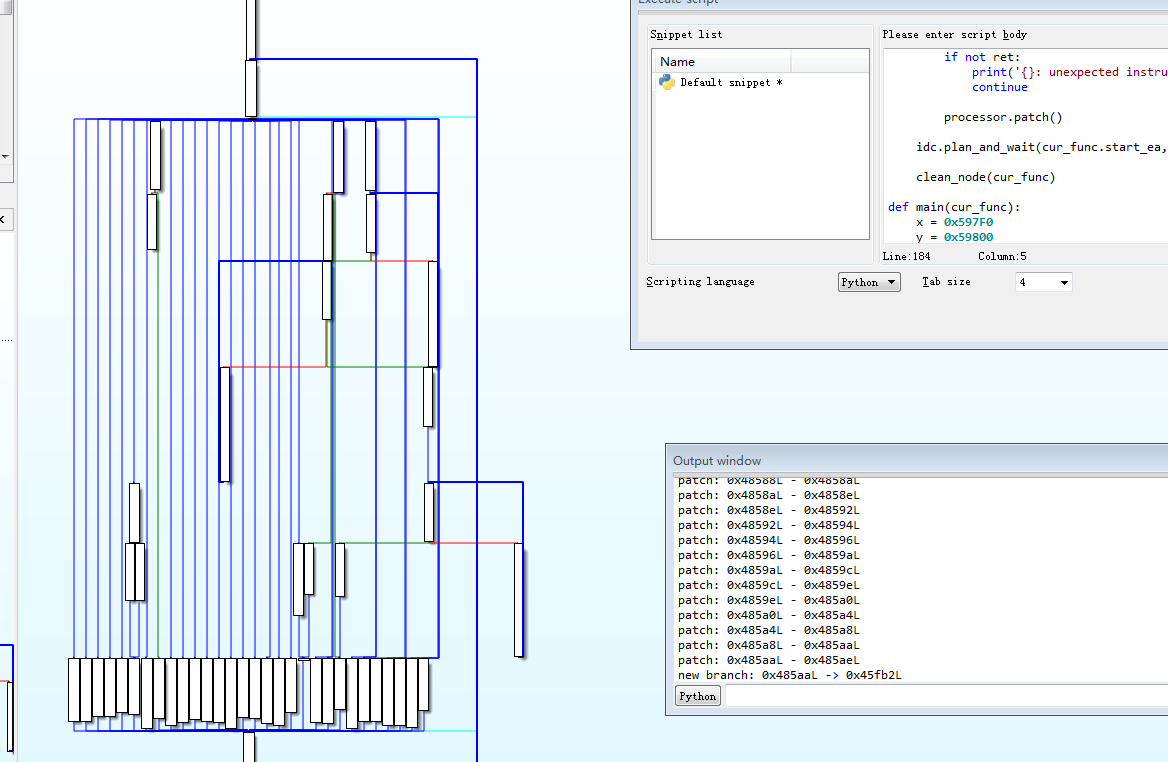 Execute script
Snippet list
Please enter script body
Name
Default snippet *
if not ret:
print('{}: unexpected instru
continue
processor.patch()
idc.plan_and_wait(cur_func.start_ea,
clean_node(cur_func)
def main(cur_func):
x = 0x597F0
y = 0x59800
Line:184 Column:5
Scripting language
Python
Tab size
4
Output window
patch: 0x48588L - 0x4858aL
patch: 0x4858aL - 0x4858eL
patch: 0x4858eL - 0x48592L
patch: 0x48592L - 0x48594L
patch: 0x48594L - 0x48596L
patch: 0x48596L - 0x4859aL
patch: 0x4859aL - 0x4859cL
patch: 0x4859cL - 0x4859eL
patch: 0x4859eL - 0x485a0L
patch: 0x485a0L - 0x485a4L
patch: 0x485a4L - 0x485a8L
patch: 0x485a8L - 0x485aaL
patch: 0x485aaL - 0x485aeL
new branch: 0x485aaL -> 0x45fb2L
Python